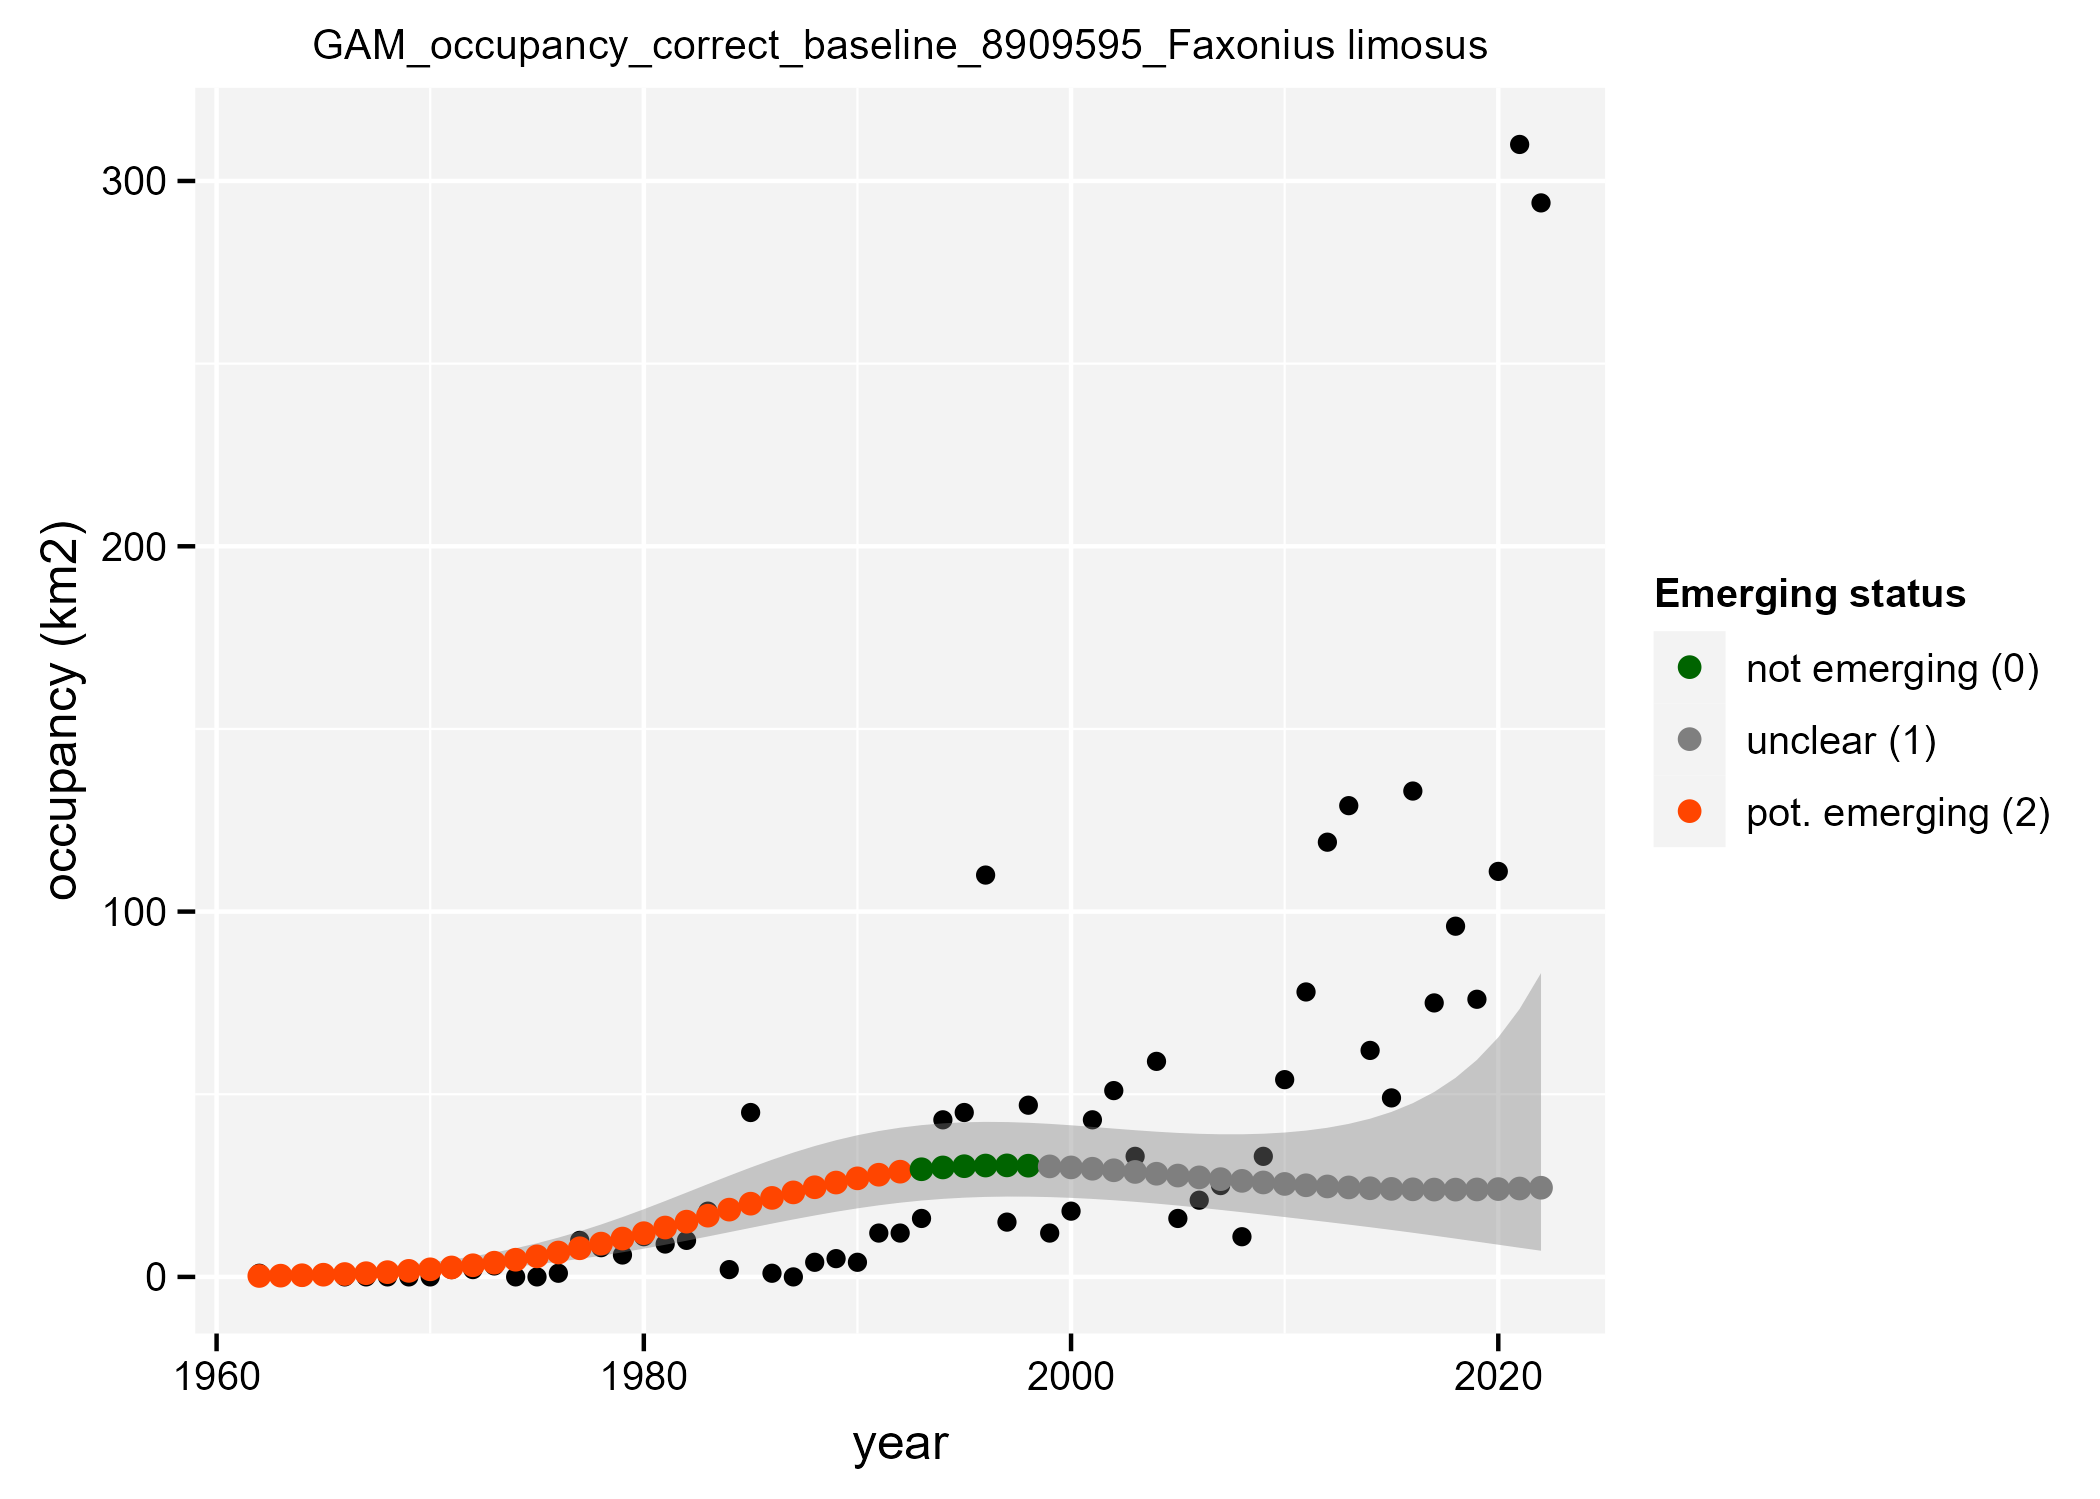 GAM_occupancy_correct_baseline_8909595_Faxonius limosus
300
200
100
0
occupancy (km2)
1960
1980
2000
2020
year
Emerging status
not emerging (0)
unclear (1)
pot. emerging (2)